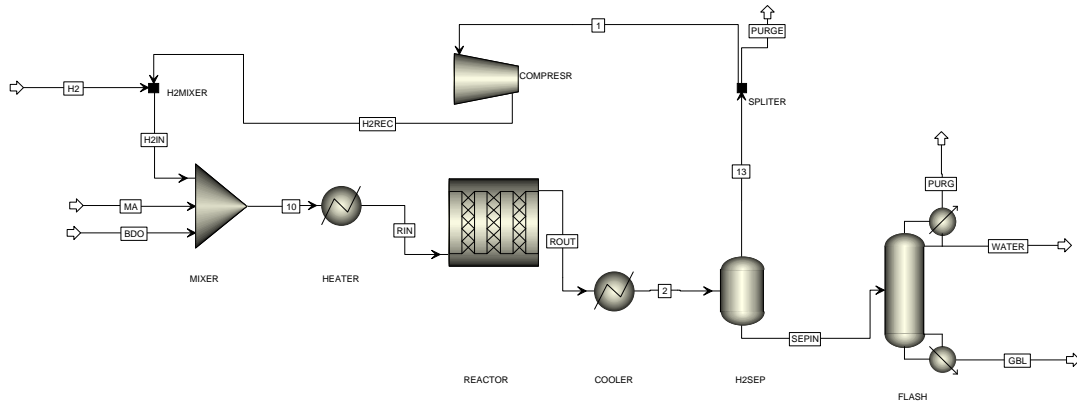 1
PURGE
COMPRESR
H2
H2MIXER
SPLITER
H2REC
H2IN
13
PURG
MA
10
RIN
BDO
ROUT
WATER
MIXER
HEATER
2
SEPIN
GBL
REACTOR
COOLER
H2SEP
FLASH